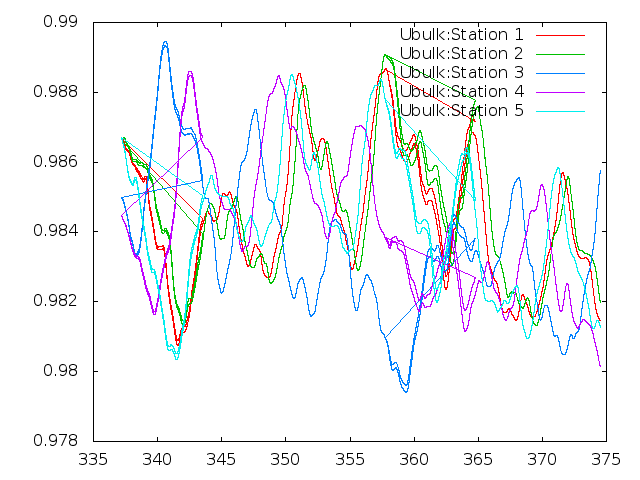 0.99
0.988
0.986
0.984
0.982
0.98
0.978
335 340 345 350 355 360 365 370 375
Ubulk:Station 1
Ubulk:Station 2
Ubulk:Station 3
Ubulk:Station 4
Ubulk:Station 5